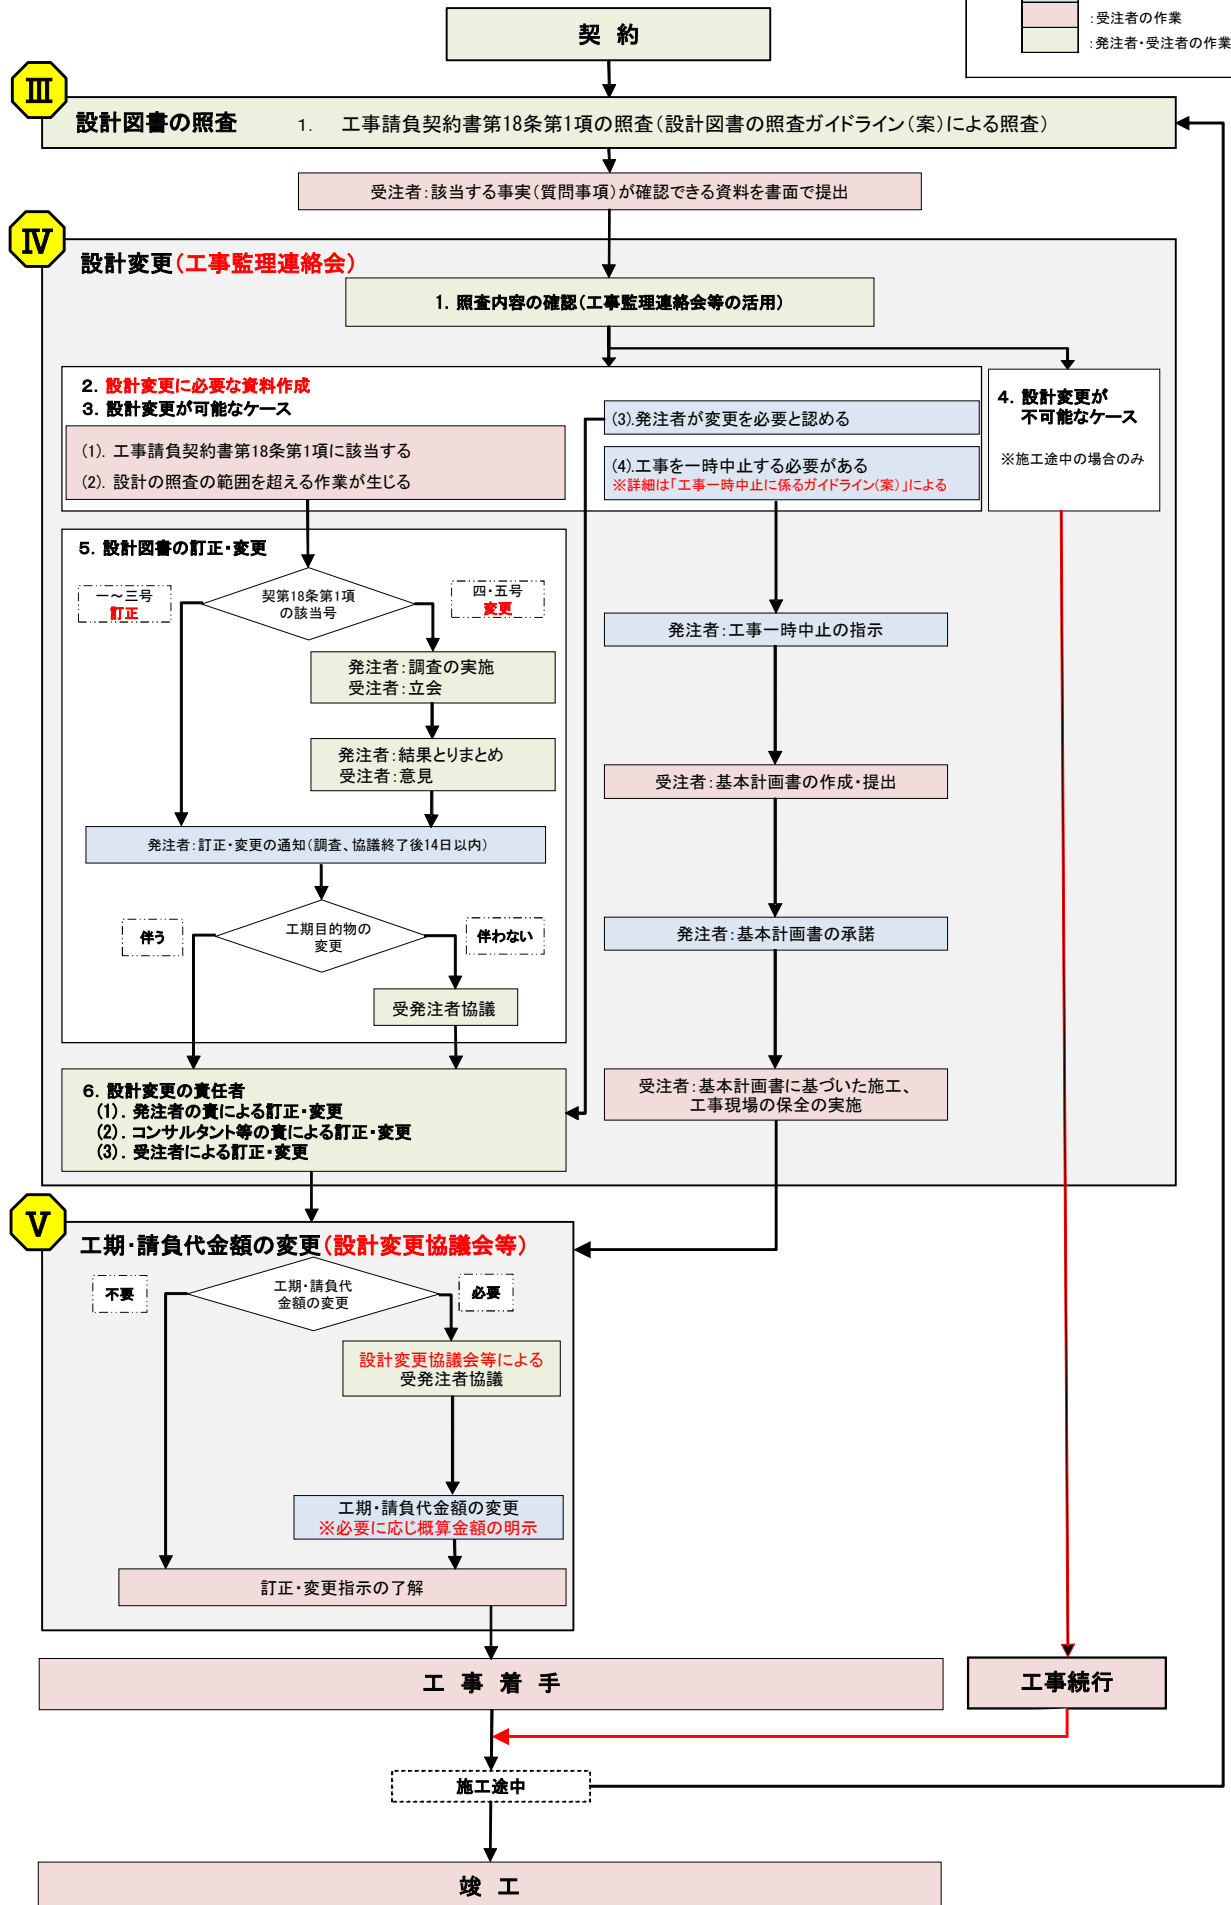 :受注者の作業
:発注者・受注者の作業
契 約
Ⅲ
設計図書の照査 1. 工事請負契約書第18条第1項の照査(設計図書の照査ガイドライン(案)による照査)
受注者:該当する事実(質問事項)が確認できる資料を書面で提出
Ⅳ
設計変更(工事監理連絡会)
1. 照査内容の確認(工事監理連絡会等の活用)
2. 設計変更に必要な資料作成
3. 設計変更が可能なケース
(1). 工事請負契約書第18条第1項に該当する
(2). 設計の照査の範囲を超える作業が生じる
(3).発注者が変更を必要と認める
(4).工事を一時中止する必要がある
※詳細は「工事一時中止に係るガイドライン(案)」による
4. 設計変更が
不可能なケース
※施工途中の場合のみ
5. 設計図書の訂正・変更
一~三号
訂正
契第18条第1項
の該当号
四・五号
変更
発注者:調査の実施
受注者:立会
発注者:結果とりまとめ
受注者:意見
発注者:訂正・変更の通知(調査、協議終了後14日以内)
伴う
工期目的物の
変更
伴わない
受発注者協議
発注者:工事一時中止の指示
受注者:基本計画書の作成・提出
発注者:基本計画書の承諾
受注者:基本計画書に基づいた施工、
工事現場の保全の実施
6. 設計変更の責任者
(1). 発注者の責による訂正・変更
(2). コンサルタント等の責による訂正・変更
(3). 受注者による訂正・変更
Ⅴ
工期・請負代金額の変更(設計変更協議会等)
不要
工期・請負代
金額の変更
必要
設計変更協議会等による
受発注者協議
工期・請負代金額の変更
※必要に応じ概算金額の明示
訂正・変更指示の了解
工 事 着 手
工事続行
施工途中
竣 工